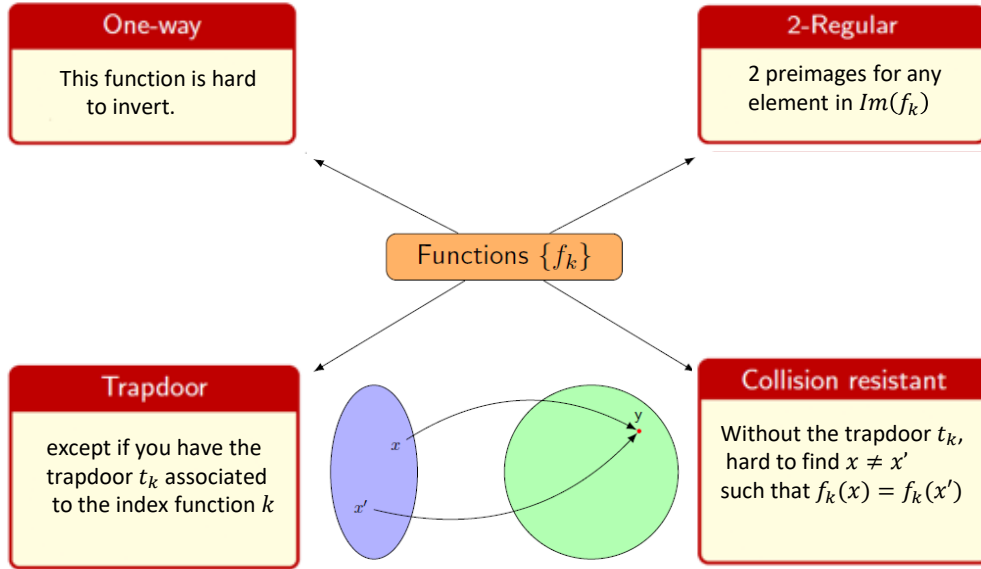 One-way
This function is hard
to invert.
2-Regular
2 preimages for any
element in $Im(f_k)$
Functions $\{f_k\}$
Trapdoor
except if you have the
trapdoor $t_k$ associated
to the index function $k$
x
x'
y
Collision resistant
Without the trapdoor $t_k$,
hard to find $x \neq x'$
such that $f_k(x) = f_k(x')$